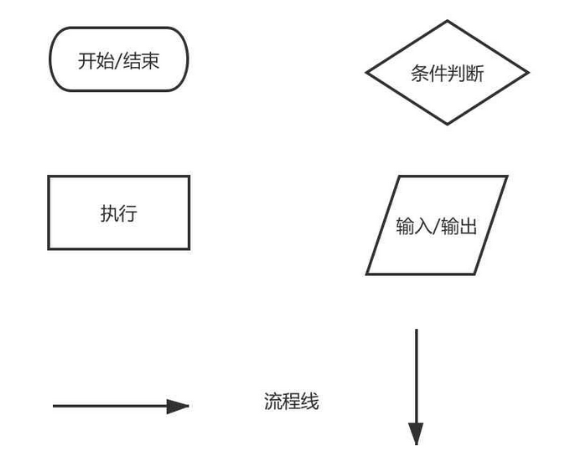 开始/结束
条件判断
执行
输入/输出
流程线